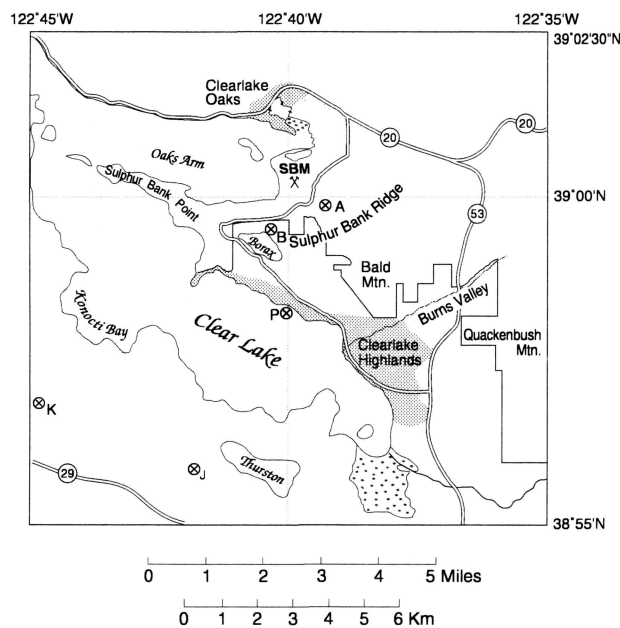 122°45'W 122°40'W 122°35'W
39°02'30"N
Clearlake
Oaks
20
20
Oaks Arm
SBM
Sulphur Bank
Point
39°00'N
A
53
B
Sulphur Bank Ridge
Borax
Bald
Mtn.
Burns Valley
Konocti Bay
P
Clear Lake
Clearlake
Highlands
Quackenbush
Mtn.
K
J
Thurston
29
38°55'N
0 1 2 3 4 5 Miles
0 1 2 3 4 5 6 Km